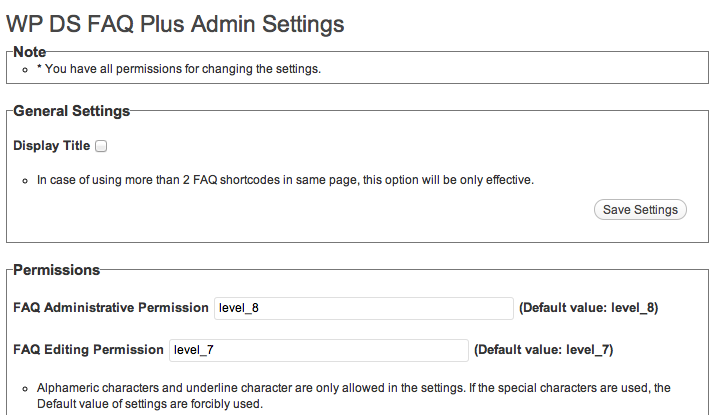 WP DS FAQ Plus Admin Settings
Note
* You have all permissions for changing the settings.
General Settings
Display Title
In case of using more than 2 FAQ shortcodes in same page, this option will be only effective.
Save Settings
Permissions
FAQ Administrative Permission level_8 (Default value: level_8)
FAQ Editing Permission level_7 (Default value: level_7)
Alphameric characters and underline character are only allowed in the settings. If the special characters are used, the
Default value of settings are forcibly used.